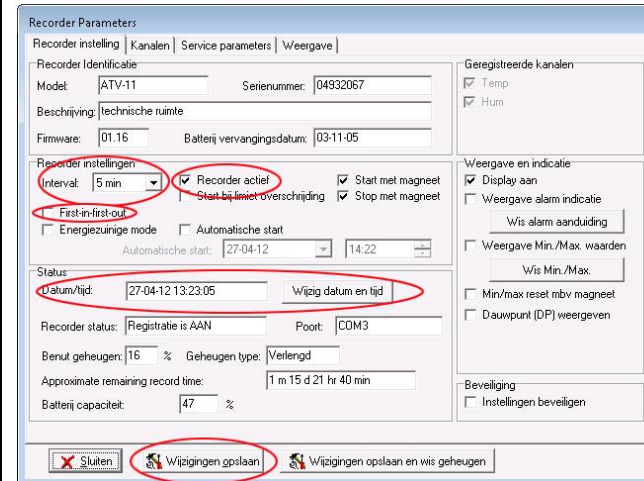 Recorder Parameters
Recorder instelling Kanalen Service parameters Weergave
Recorder Identificatie
Model: ATV-11 Serienummer: 04932067
Beschrijving: technische ruimte
Firmware: 01.16 Batterij vervangingsdatum: 03-11-05
Recorder instellingen
Interval: 5 min Recorder actief Start met magneet
Start bij limiet overschrijding Stop met magneet
First-in-first-out
Energiezuinige mode Automatische start
Automatische start: 27-04-12 14:22
Status
Datum/tijd: 27-04-12 13:23:05 Wijzig datum en tijd
Recorder status: Registratie is AAN Poort: COM3
Benut geheugen: 16 % Geheugen type: Verlengd
Approximate remaining record time: 1 m 15 d 21 hr 40 min
Batterij capaciteit: 47 %
Geregistreerde kanalen
Temp
Hum
Weergave en indicatie
Display aan
Weergave alarm indicatie
Wis alarm aanduiding
Weergave Min./Max. waarden
Wis Min./Max.
Min/max reset mbv magneet
Dauwpunt (DP) weergeven
Beveiliging
Instellingen beveiligen
Sluiten Wijzigingen opslaan Wijzigingen opslaan en wis geheugen